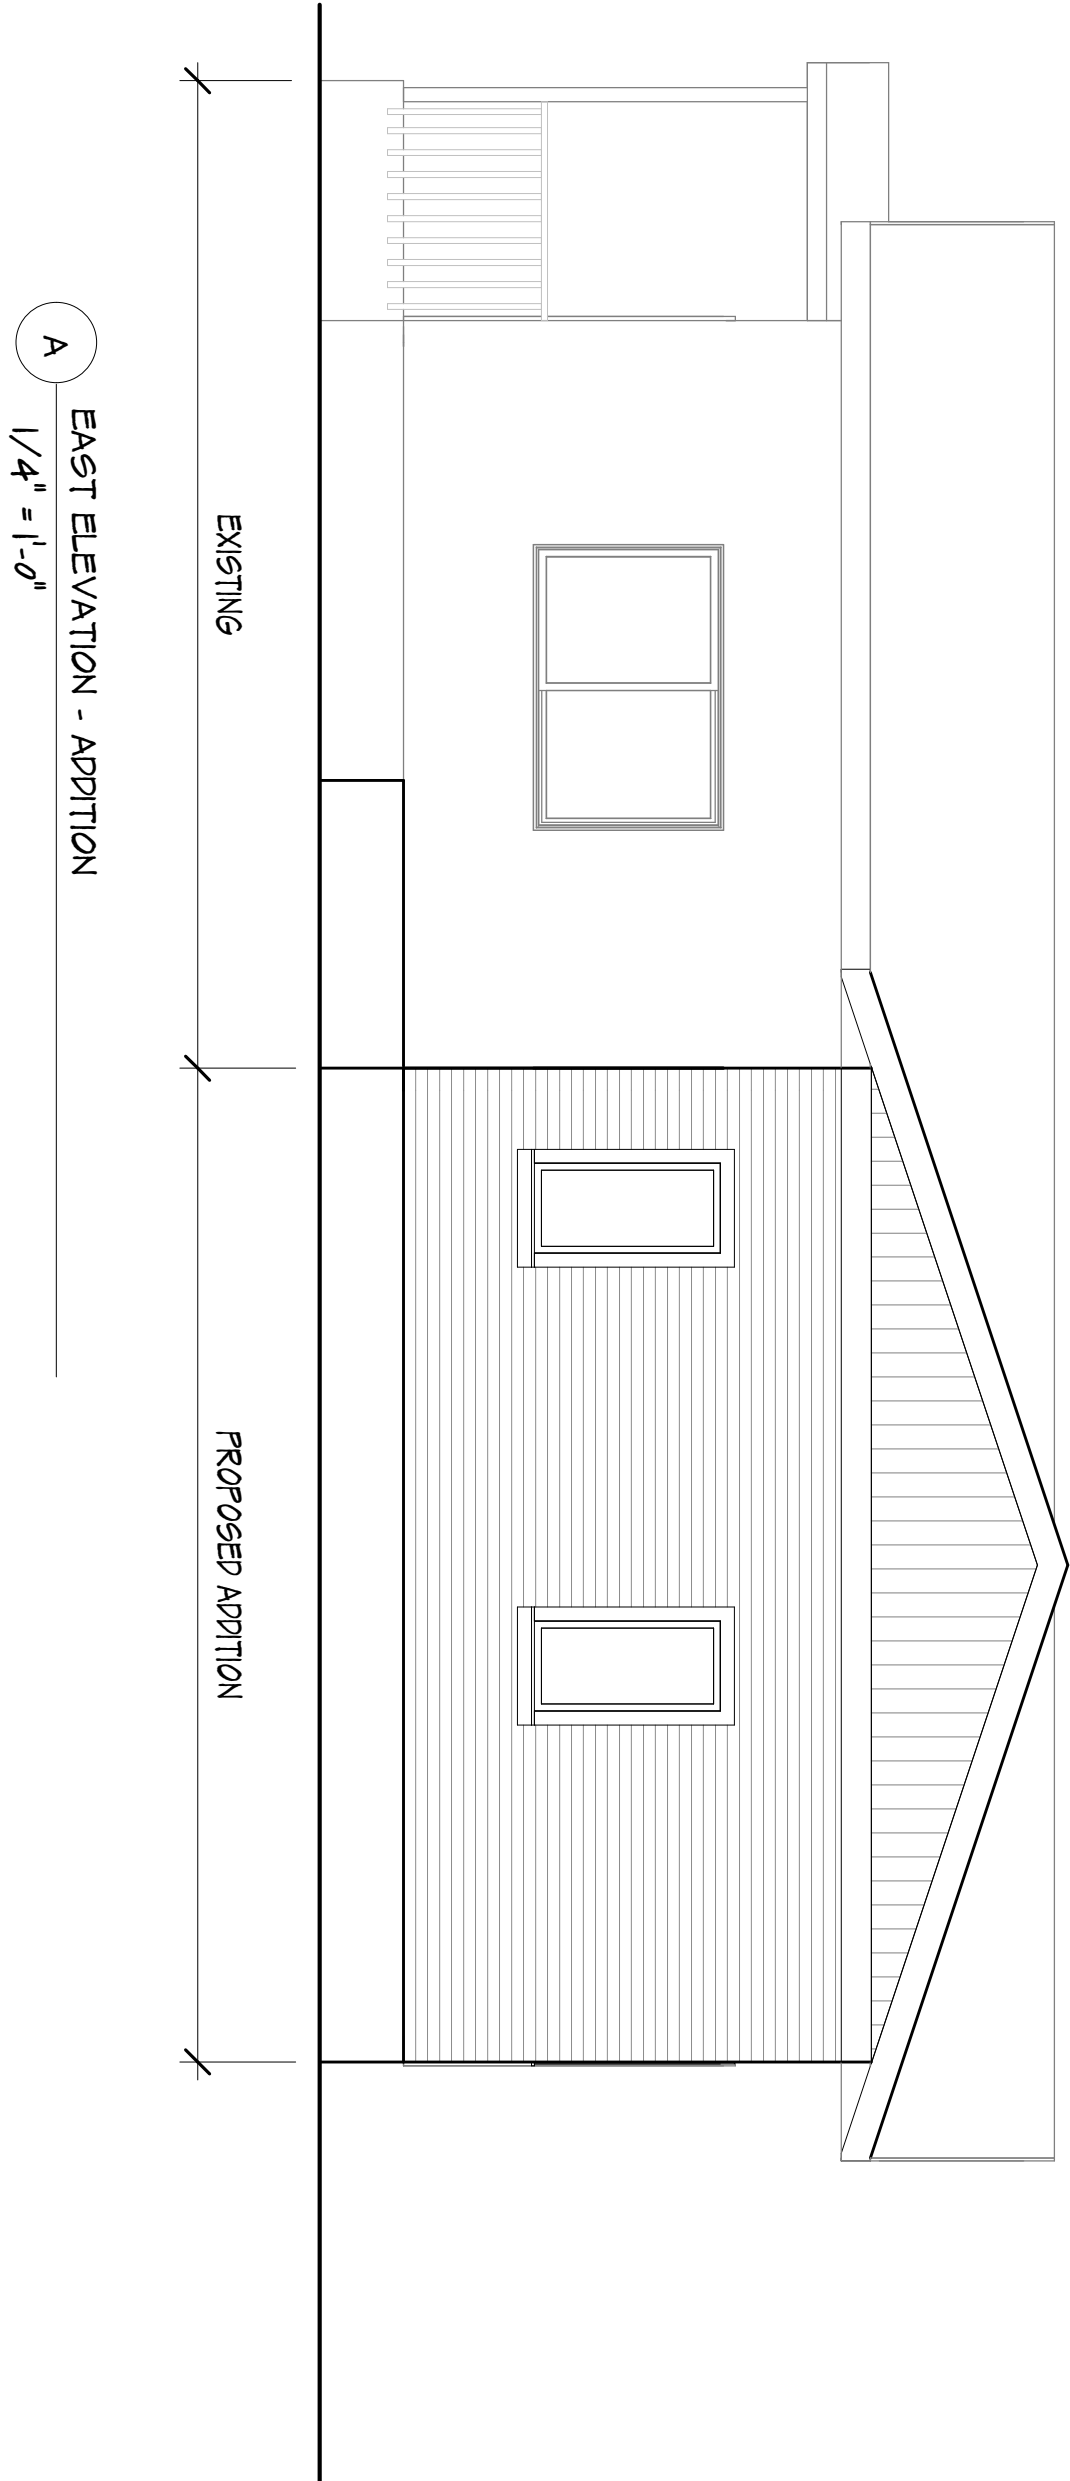 EXISTING
PROPOSED ADDITION
A
EAST ELEVATION - ADDITION
1/4" = 1'-0"